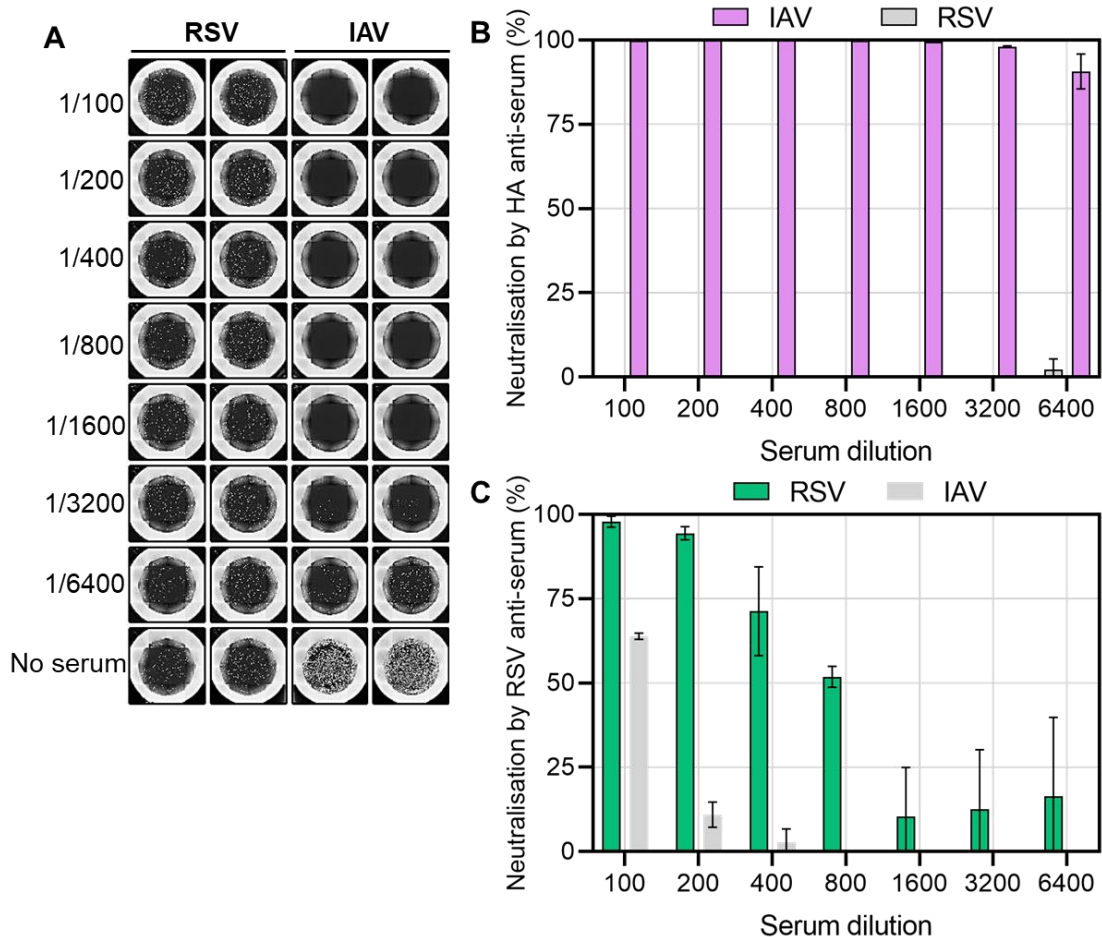 A
RSV IAV
1/100
1/200
1/400
1/800
1/1600
1/3200
1/6400
No serum
B
IAV RSV
Neutralisation by HA anti-serum (%)
100
75
50
25
0
100 200 400 800 1600 3200 6400
Serum dilution
C
RSV IAV
Neutralisation by RSV anti-serum (%)
100
75
50
25
0
100 200 400 800 1600 3200 6400
Serum dilution